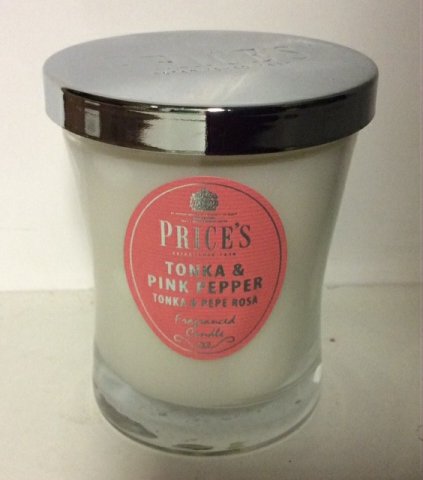 PRICE'S
TONKA &
PINK PEPPER
TONKA & PEPE ROSA
Fragranced
Candle